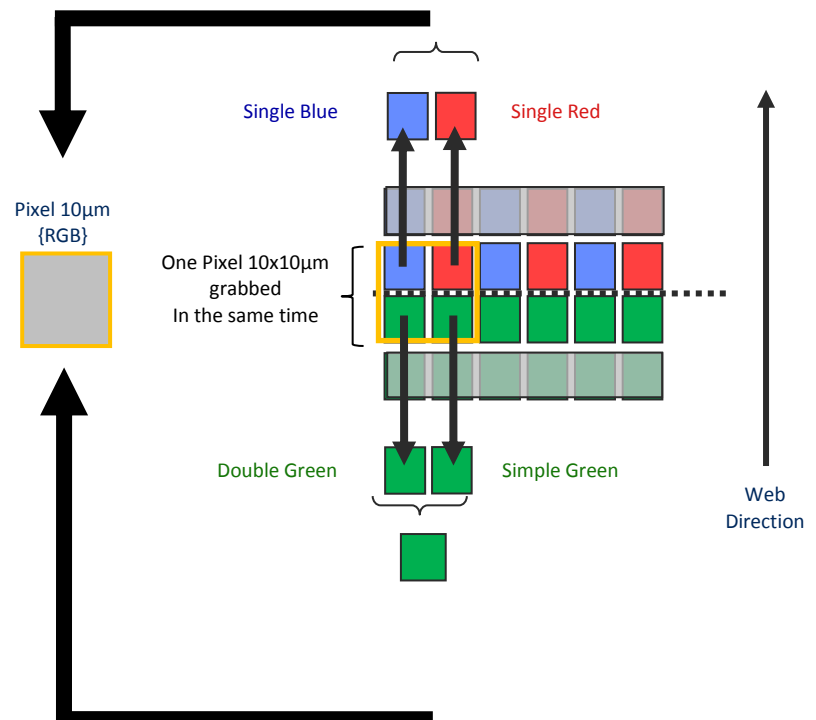 Single Blue
Single Red
Pixel 10µm
{RGB}
One Pixel 10x10µm
grabbed
In the same time
Double Green
Simple Green
Web
Direction